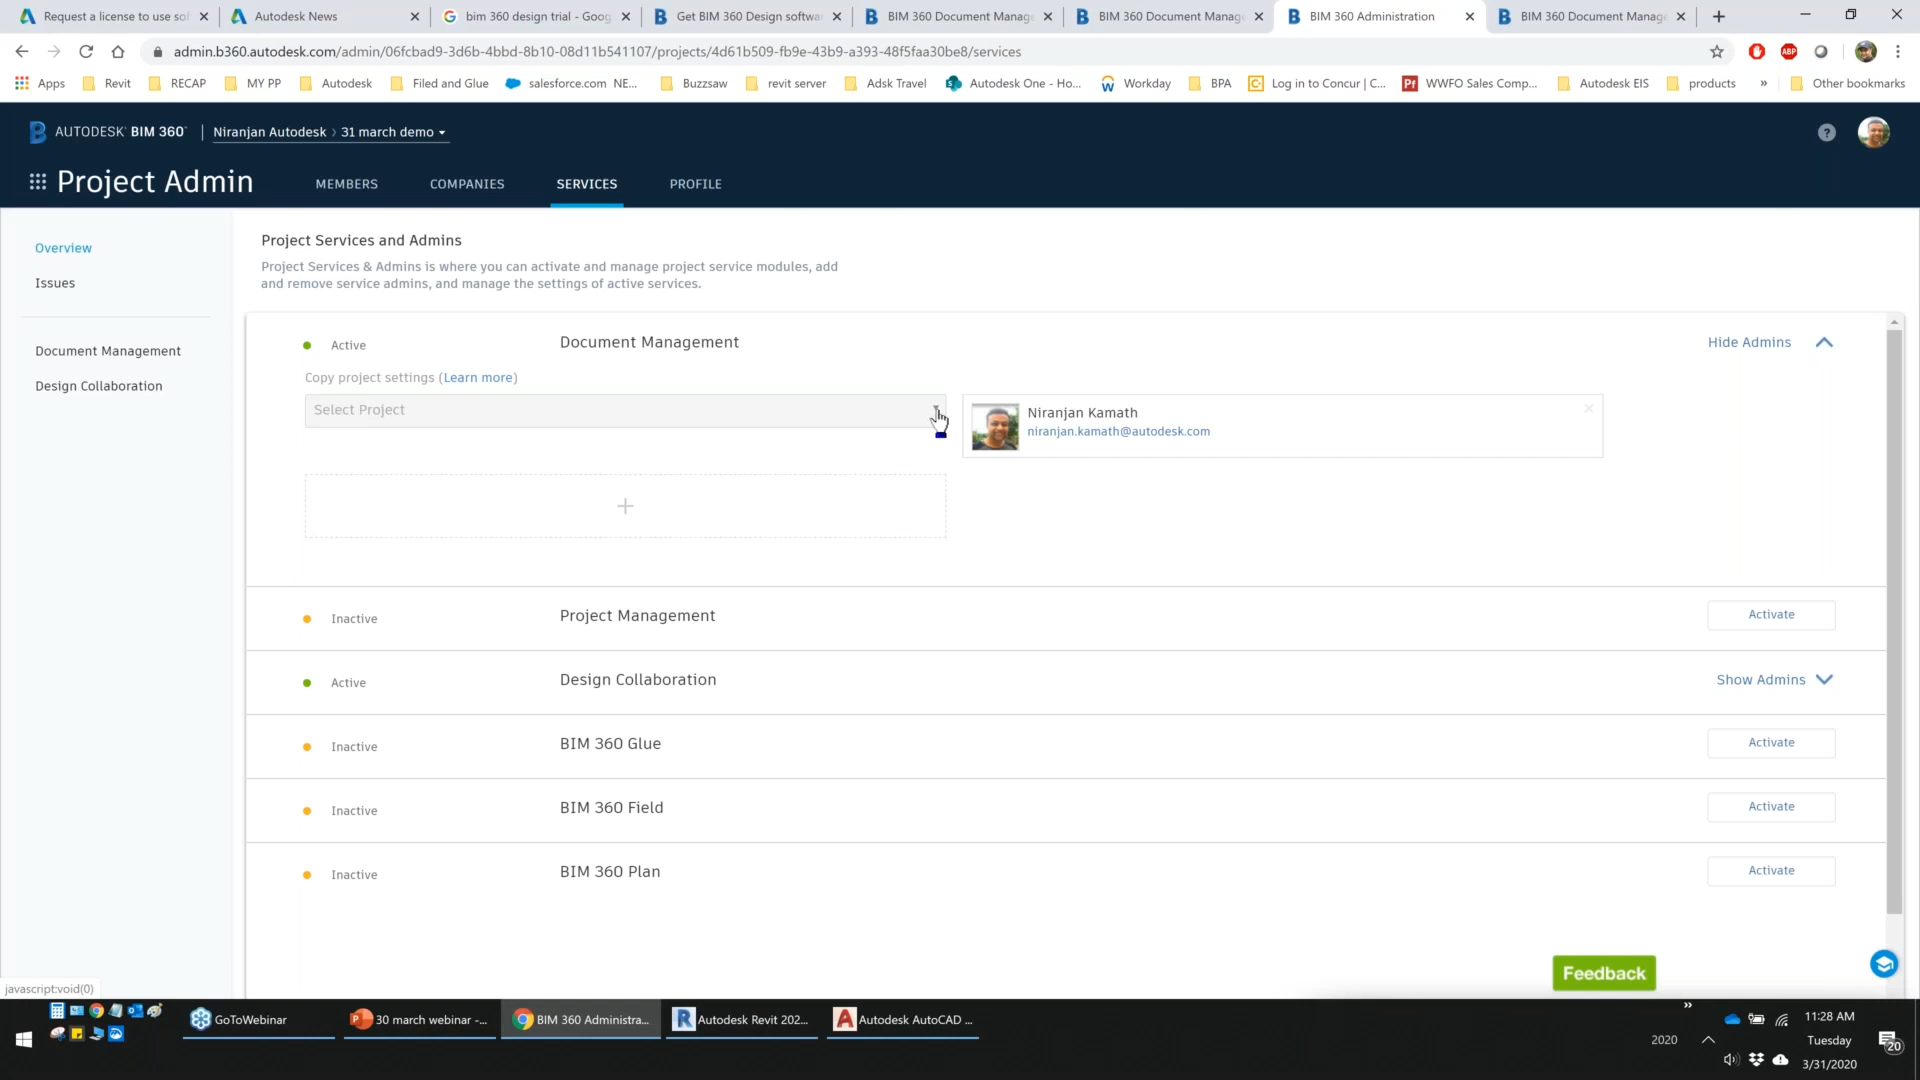 Request a license to use sof
Autodesk News
bim 360 design trial - Goog
Get BIM 360 Design softwa
BIM 360 Document Manag
BIM 360 Document Manag
BIM 360 Administration
BIM 360 Document Manag
admin.b360.autodesk.com/admin/06fcbad9-3d6b-4bbd-8b10-08d11b541107/projects/4d61b509-fb9e-43b9-a393-48f5faa30be8/services
ABP
Apps
Revit
RECAP
MY PP
Autodesk
Filed and Glue
salesforce.com NE...
Buzzsaw
revit server
Adsk Travel
Autodesk One - Ho...
Workday
BPA
Log in to Concur | C...
WWFO Sales Comp...
Autodesk EIS
products
»
Other bookmarks
AUTODESK BIM 360
Niranjan Autodesk > 31 march demo
?
Project Admin
MEMBERS
COMPANIES
SERVICES
PROFILE
Overview
Issues
Document Management
Design Collaboration
Project Services and Admins
Project Services & Admins is where you can activate and manage project service modules, add
and remove service admins, and manage the settings of active services.
Active
Document Management
Hide Admins
Copy project settings (Learn more)
Select Project
Niranjan Kamath
niranjan.kamath@autodesk.com
+
Inactive
Project Management
Activate
Active
Design Collaboration
Show Admins
Inactive
BIM 360 Glue
Activate
Inactive
BIM 360 Field
Activate
Inactive
BIM 360 Plan
Activate
Feedback
javascript:void(0)
GoToWebinar
30 march webinar -...
BIM 360 Administra...
Autodesk Revit 202...
Autodesk AutoCAD ...
»
2020
11:28 AM
Tuesday
3/31/2020
20